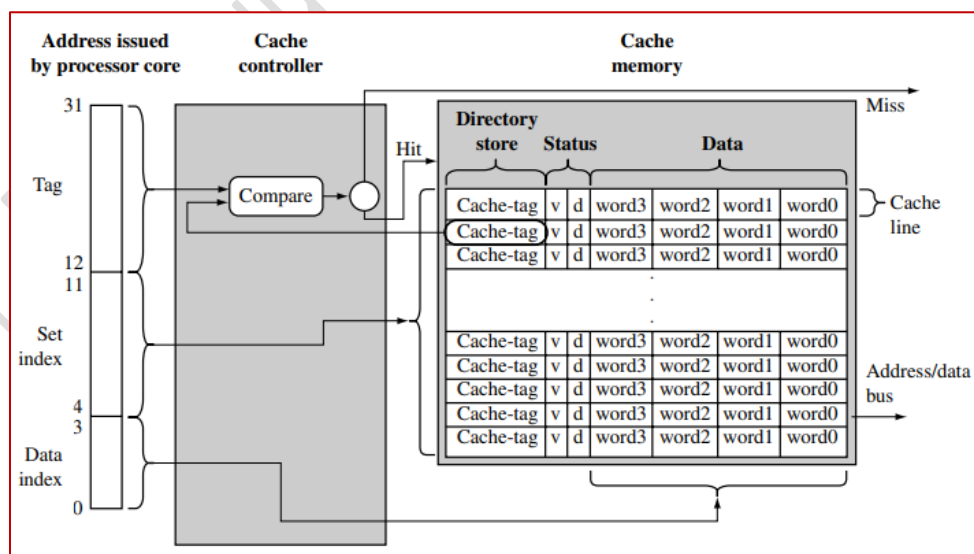 Address issued
by processor core
Cache
controller
Cache
memory
31
Tag
12
11
Set
index
4
3
Data
index
0
Compare
Hit
Miss
Directory
store
Status
Data
Cache-tag v d word3 word2 word1 word0
Cache-tag v d word3 word2 word1 word0
Cache-tag v d word3 word2 word1 word0
.
.
.
Cache-tag v d word3 word2 word1 word0
Cache-tag v d word3 word2 word1 word0
Cache-tag v d word3 word2 word1 word0
Cache-tag v d word3 word2 word1 word0
Cache-tag v d word3 word2 word1 word0
Cache
line
Address/data
bus